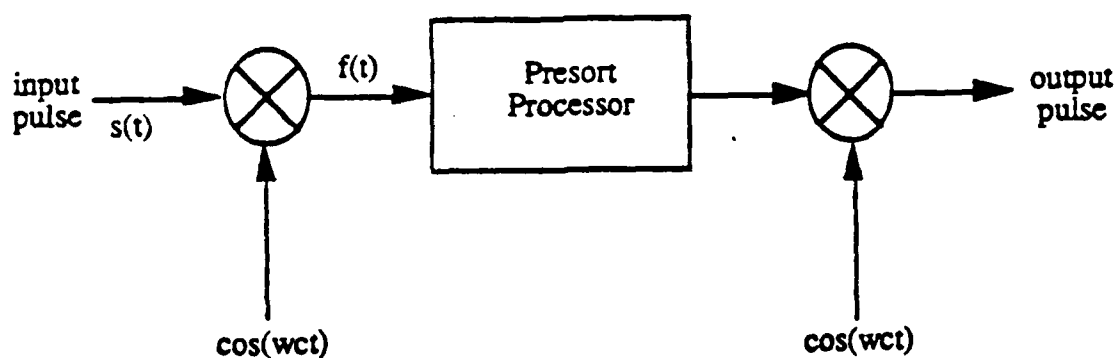 input
pulse
s(t)
f(t)
Presort
Processor
output
pulse
cos(wct)
cos(wct)